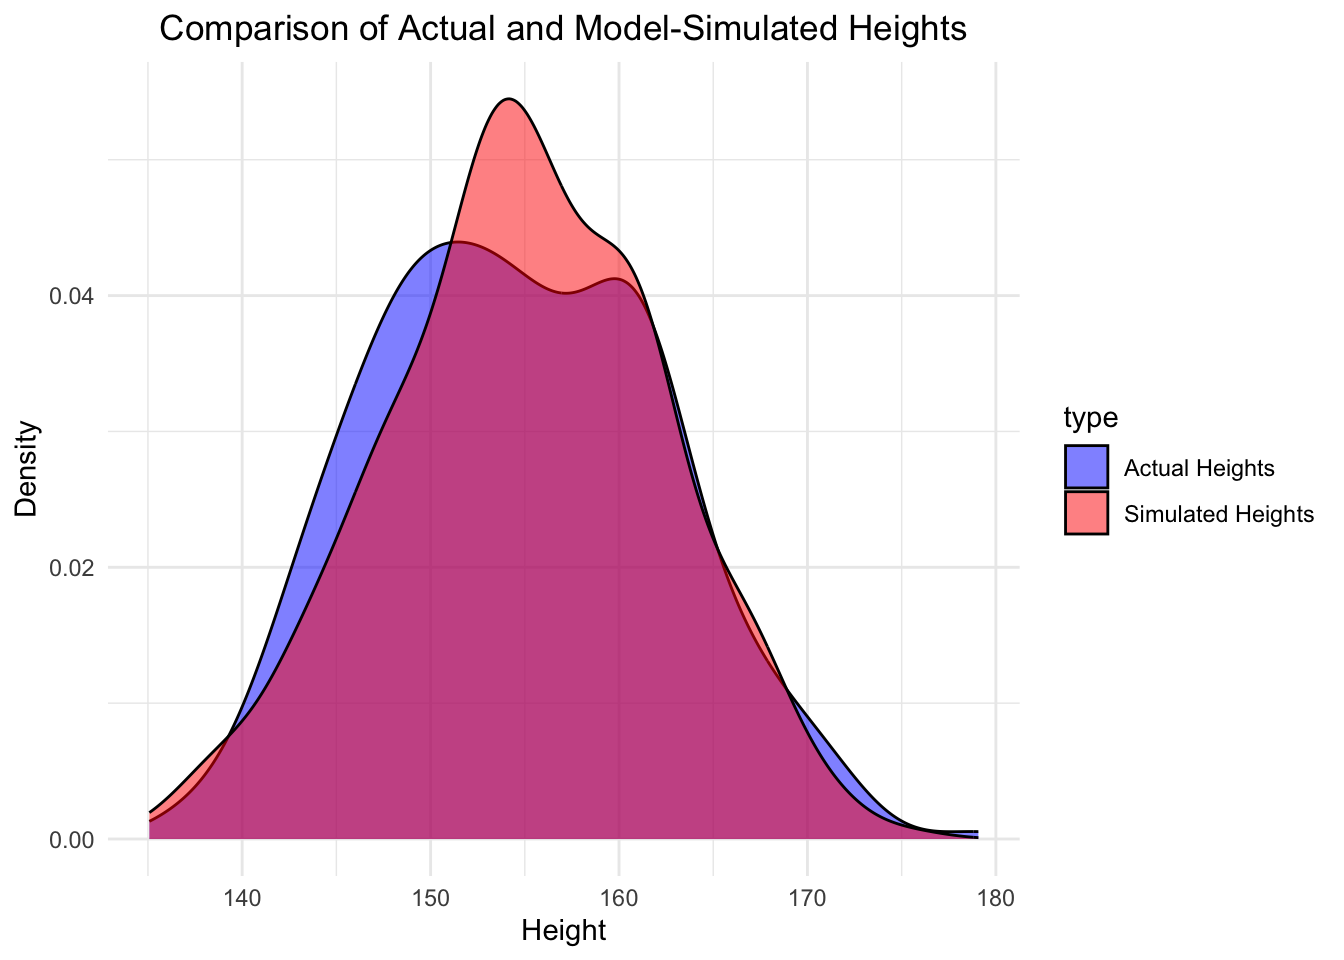 Comparison of Actual and Model-Simulated Heights
Density
0.04
0.02
0.00
140 150 160 170 180
Height
type
Actual Heights
Simulated Heights